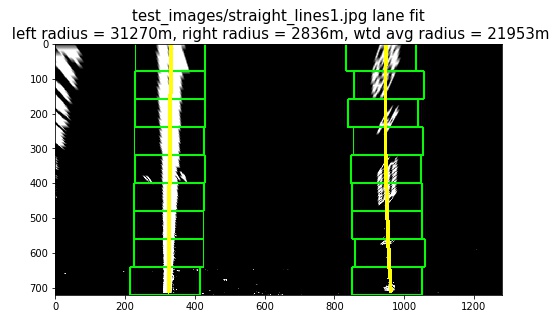 test_images/straight_lines1.jpg lane fit
left radius = 31270m, right radius = 2836m, wtd avg radius = 21953m
0
100
200
300
400
500
600
700
0 200 400 600 800 1000 1200